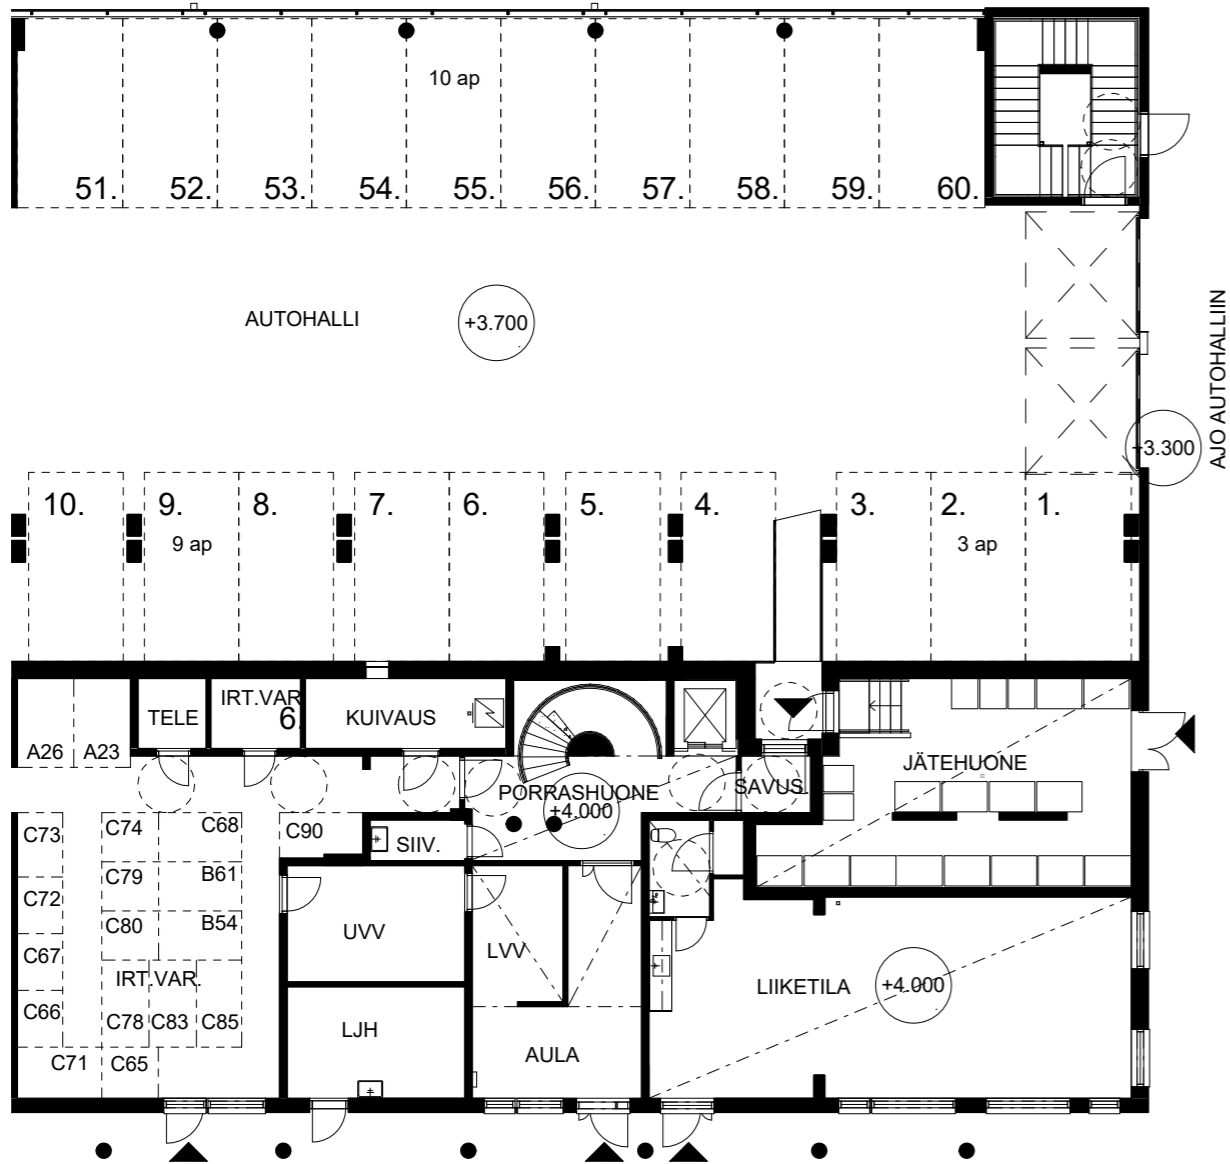 10 ap
51. 52. 53. 54. 55. 56. 57. 58. 59. 60.
AUTOHALLI
+3.700
AJO AUTOHALLIIN
+3.300
10. 9. 8. 7. 6. 5. 4. 3. 2. 1.
9 ap
3 ap
IRT.VAR
6.
TELE
KUIVAUS
A26 A23
JÄTEHUONE
PORRASHUONE
SAVUS.
+4.000
C73 C74 C68 C90
SIIV.
C79 B61
C72
C80 B54
UVV
LVV
C67
IRT.VAR.
LIIKETILA
+4.000
C66
C78 C83 C85
LJH
AULA
C71 C65